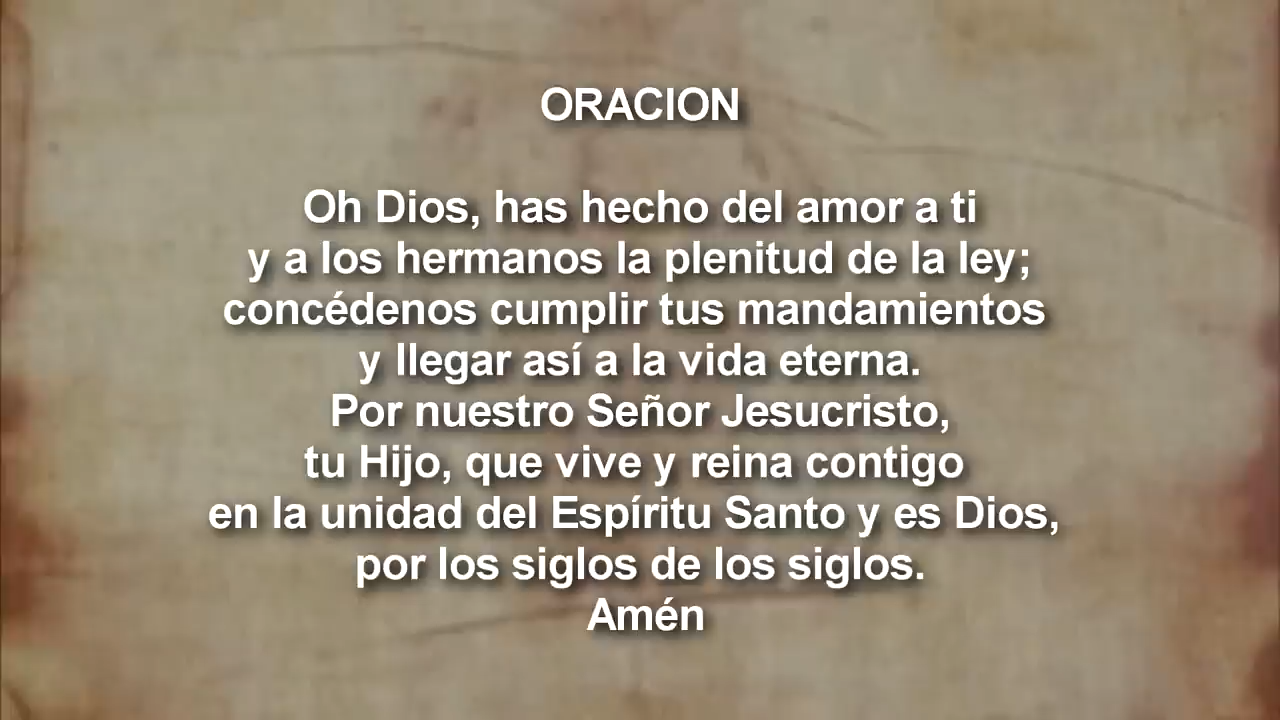 ORACION
Oh Dios, has hecho del amor a ti
y a los hermanos la plenitud de la ley;
concédenos cumplir tus mandamientos
y llegar así a la vida eterna.
Por nuestro Señor Jesucristo,
tu Hijo, que vive y reina contigo
en la unidad del Espíritu Santo y es Dios,
por los siglos de los siglos.
Amén